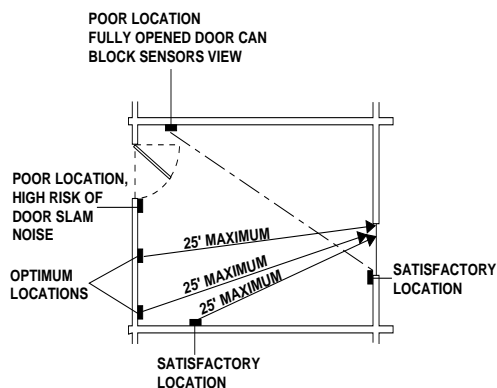 POOR LOCATION
FULLY OPENED DOOR CAN
BLOCK SENSORS VIEW
POOR LOCATION,
HIGH RISK OF
DOOR SLAM
NOISE
25' MAXIMUM
OPTIMUM
LOCATIONS
25' MAXIMUM
25' MAXIMUM
SATISFACTORY
LOCATION
SATISFACTORY
LOCATION